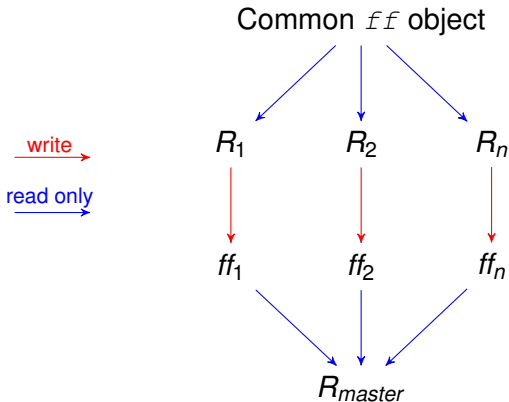 Common ff object
write
R1 R2 Rn
read only
ff1 ff2 ffn
Rmaster